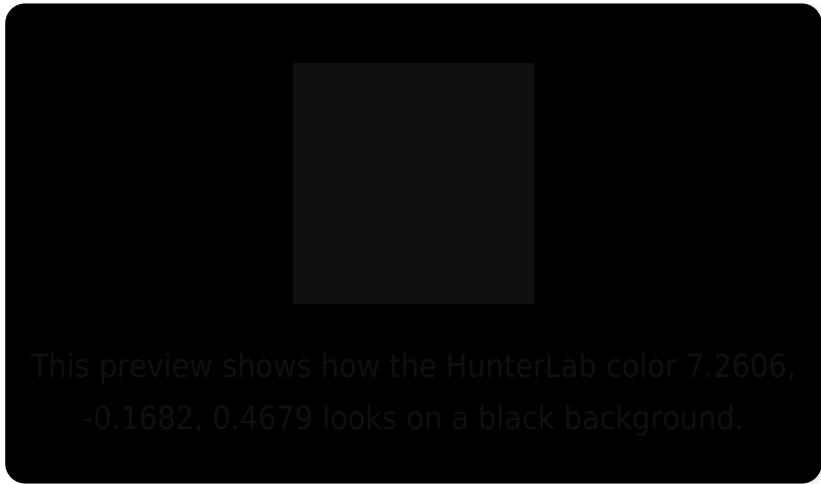 This preview shows how the HunterLab color 7.2606,
-0.1682, 0.4679 looks on a black background.